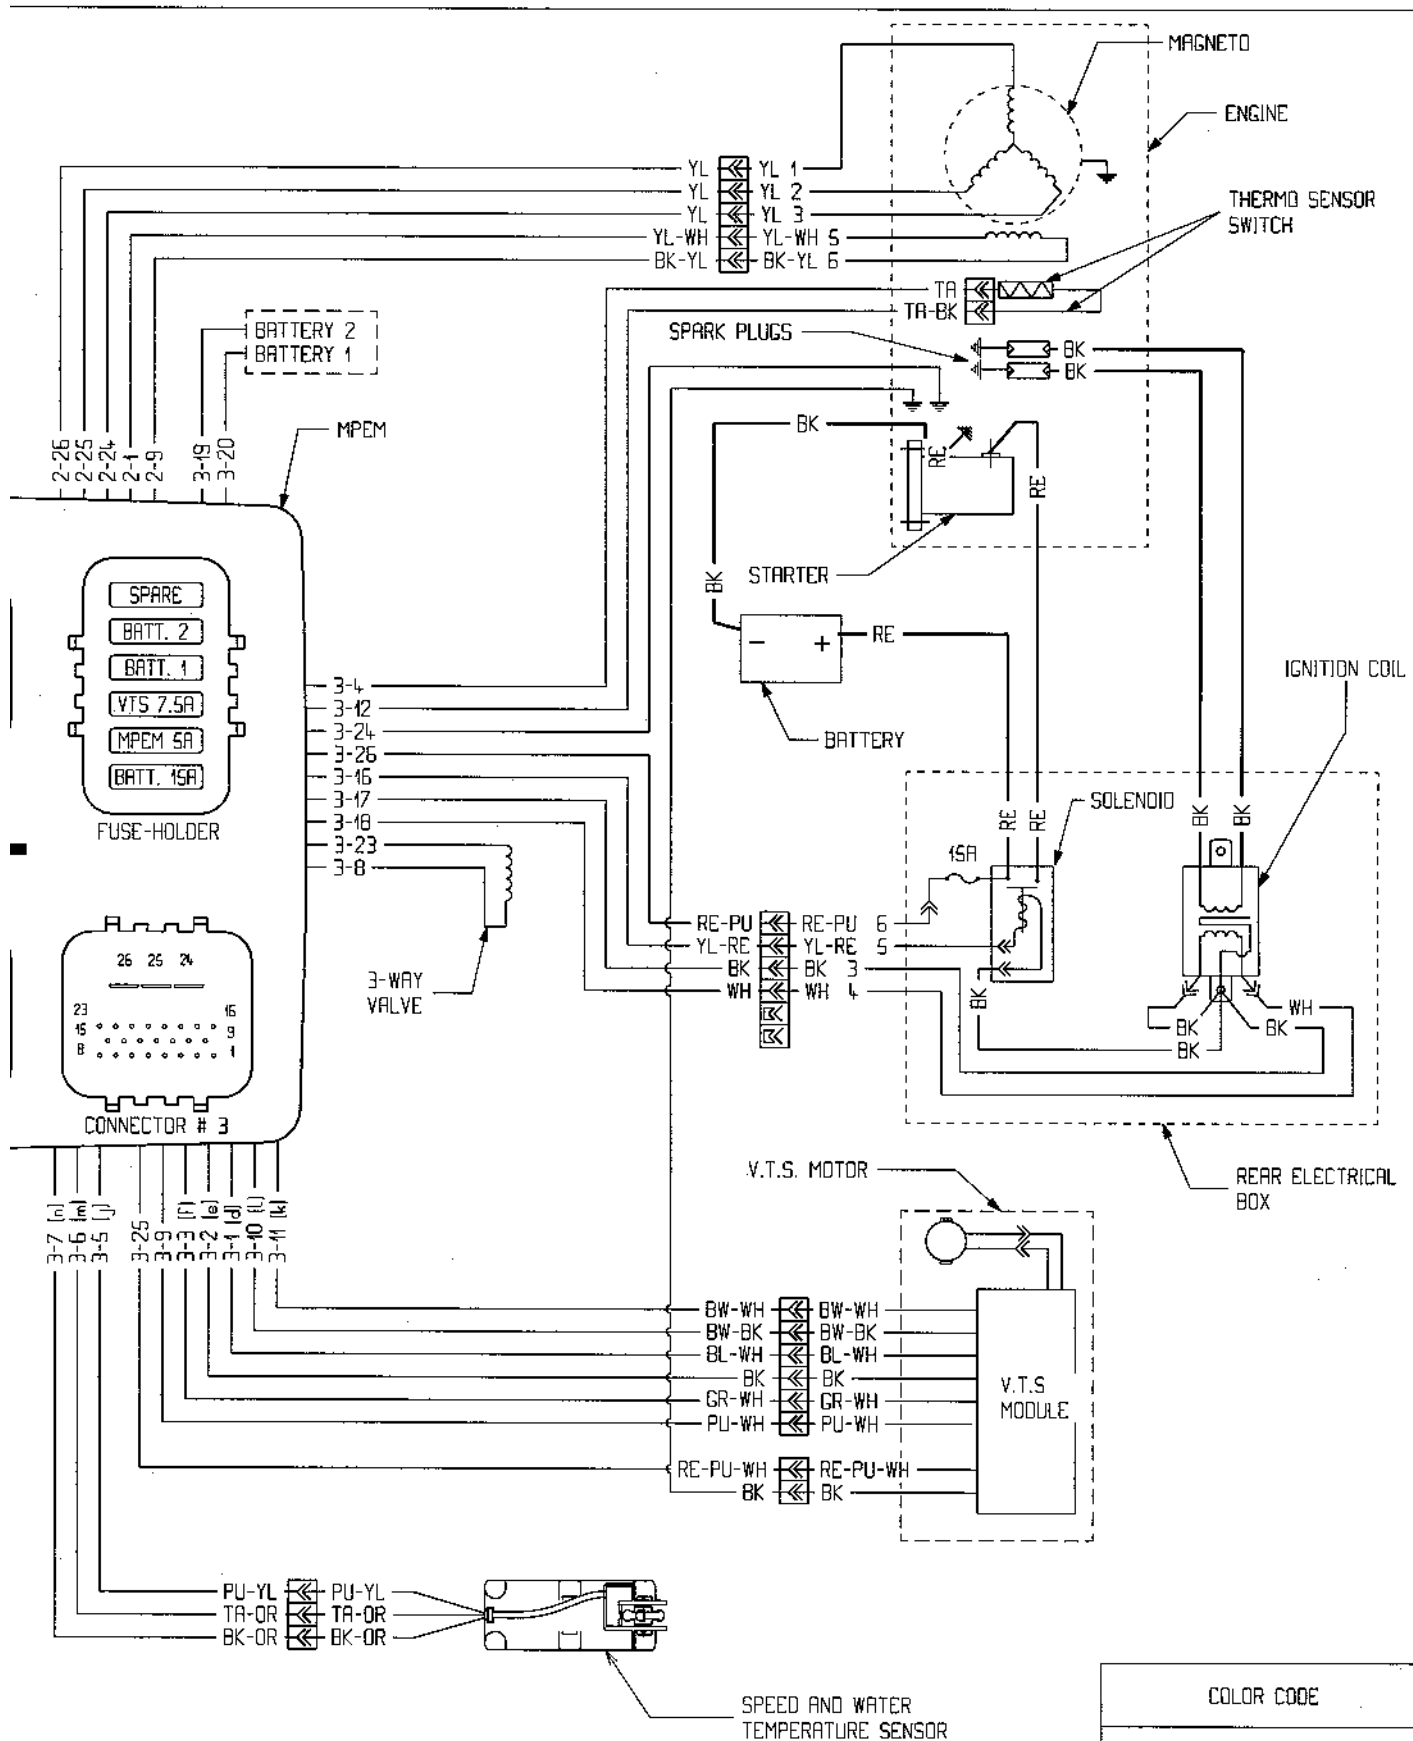 MAGNETO
ENGINE
YL YL 1
YL YL 2
YL YL 3
YL-WH YL-WH 5
BK-YL BK-YL 6
THERMO SENSOR
SWITCH
TA
TA-BK
SPARK PLUGS
BK
BK
BATTERY 2
BATTERY 1
MPEM
2-26
2-25
2-24
2-1
2-9
3-19
3-20
BK
RE
RE
BK
STARTER
- +
RE
BATTERY
SPARE
BATT. 2
BATT. 1
VTS 7.5A
MPEM 5A
BATT. 15A
FUSE-HOLDER
3-4
3-12
3-24
3-26
3-16
3-17
3-18
3-23
3-8
3-WAY
VALVE
IGNITION COIL
SOLENOID
RE
RE
BK
BK
15A
RE-PU RE-PU 6
YL-RE YL-RE 5
BK BK 3
WH WH 4
BK
BK
BK
BK
WH
26 25 24
23 16
15 9
8 1
CONNECTOR # 3
REAR ELECTRICAL
BOX
V.T.S. MOTOR
3-7 (n)
3-6 (m)
3-5 (j)
3-25
3-9
3-3 (f)
3-2 (e)
3-1 (d)
3-10 (l)
3-11 (k)
BW-WH BW-WH
BW-BK BW-BK
BL-WH BL-WH
BK BK
GR-WH GR-WH
PU-WH PU-WH
RE-PU-WH RE-PU-WH
BK BK
V.T.S
MODULE
PU-YL PU-YL
TA-OR TA-OR
BK-OR BK-OR
SPEED AND WATER
TEMPERATURE SENSOR
COLOR CODE